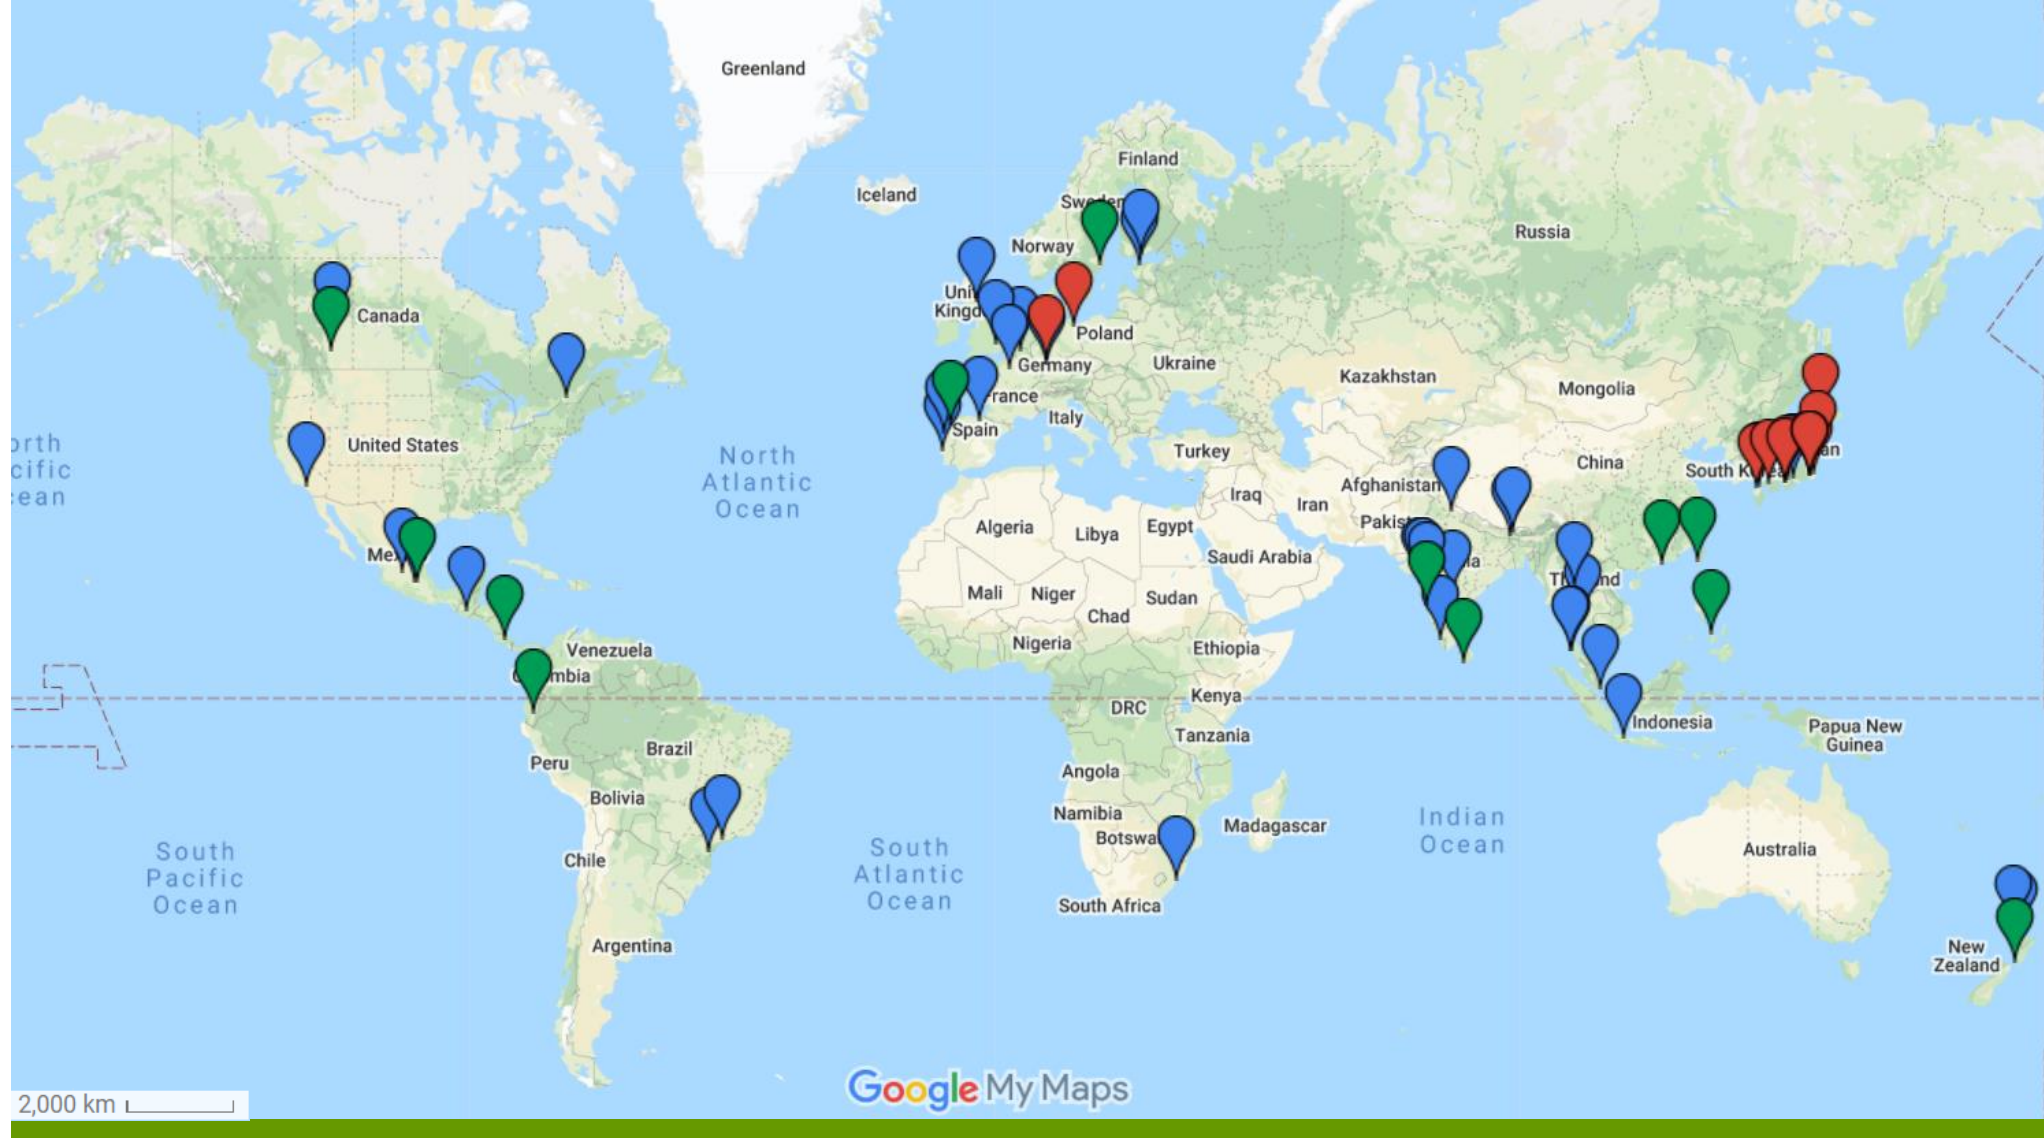 Greenland
Finland
Iceland
Sweden
Russia
Norway
Canada
Poland
Germany
Ukraine
Kazakhstan
Mongolia
United States
Italy
Spain
Turkey
North
Atlantic
Ocean
China
Afghanistan
Iraq
Iran
Algeria
Libya
Egypt
Saudi Arabia
Mali
Niger
Chad
Sudan
Nigeria
Ethiopia
Venezuela
DRC
Kenya
Tanzania
Indonesia
Papua New
Guinea
Brazil
Peru
Bolivia
Angola
Namibia
Madagascar
Indian
Ocean
Australia
Chile
South
Pacific
Ocean
South
Atlantic
Ocean
South Africa
Argentina
New
Zealand
Google My Maps
2,000 km